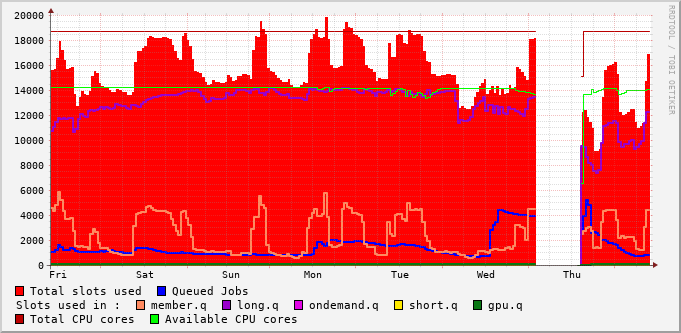 20000
18000
16000
14000
12000
10000
8000
6000
4000
2000
0
Fri Sat Sun Mon Tue Wed Thu
RRDTOOL / TOBI OETIKER
Total slots used Queued Jobs
Slots used in : member.q long.q ondemand.q short.q gpu.q
Total CPU cores Available CPU cores